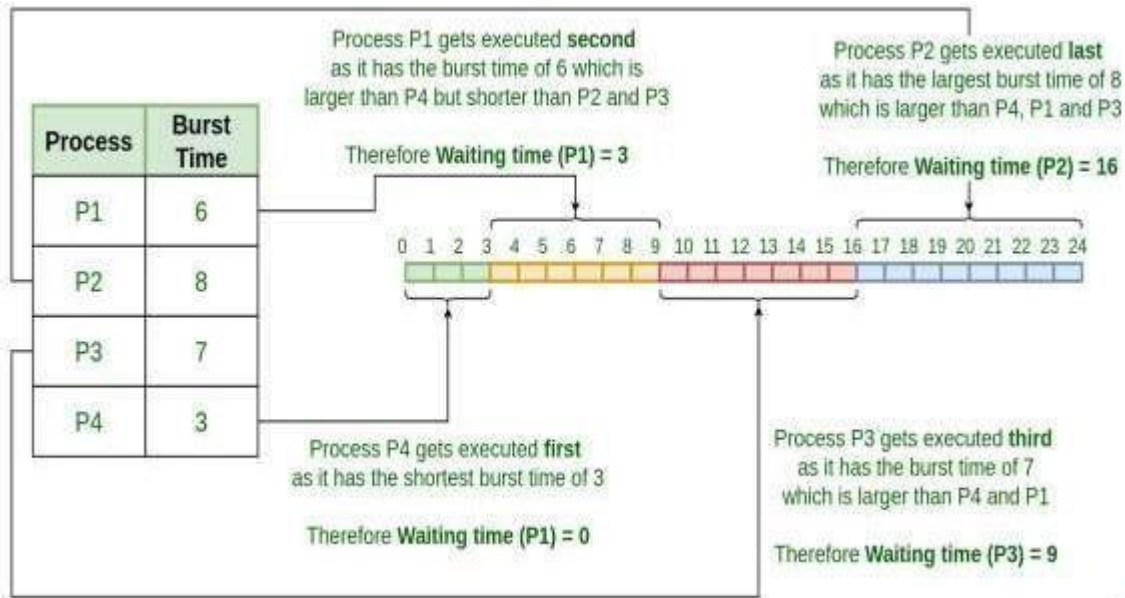 Process P1 gets executed second
as it has the burst time of 6 which is
larger than P4 but shorter than P2 and P3
Therefore Waiting time (P1) = 3
Process P2 gets executed last
as it has the largest burst time of 8
which is larger than P4, P1 and P3
Therefore Waiting time (P2) = 16
Process Burst Time
P1 6
P2 8
P3 7
P4 3
0 1 2 3 4 5 6 7 8 9 10 11 12 13 14 15 16 17 18 19 20 21 22 23 24
Process P4 gets executed first
as it has the shortest burst time of 3
Therefore Waiting time (P1) = 0
Process P3 gets executed third
as it has the burst time of 7
which is larger than P4 and P1
Therefore Waiting time (P3) = 9